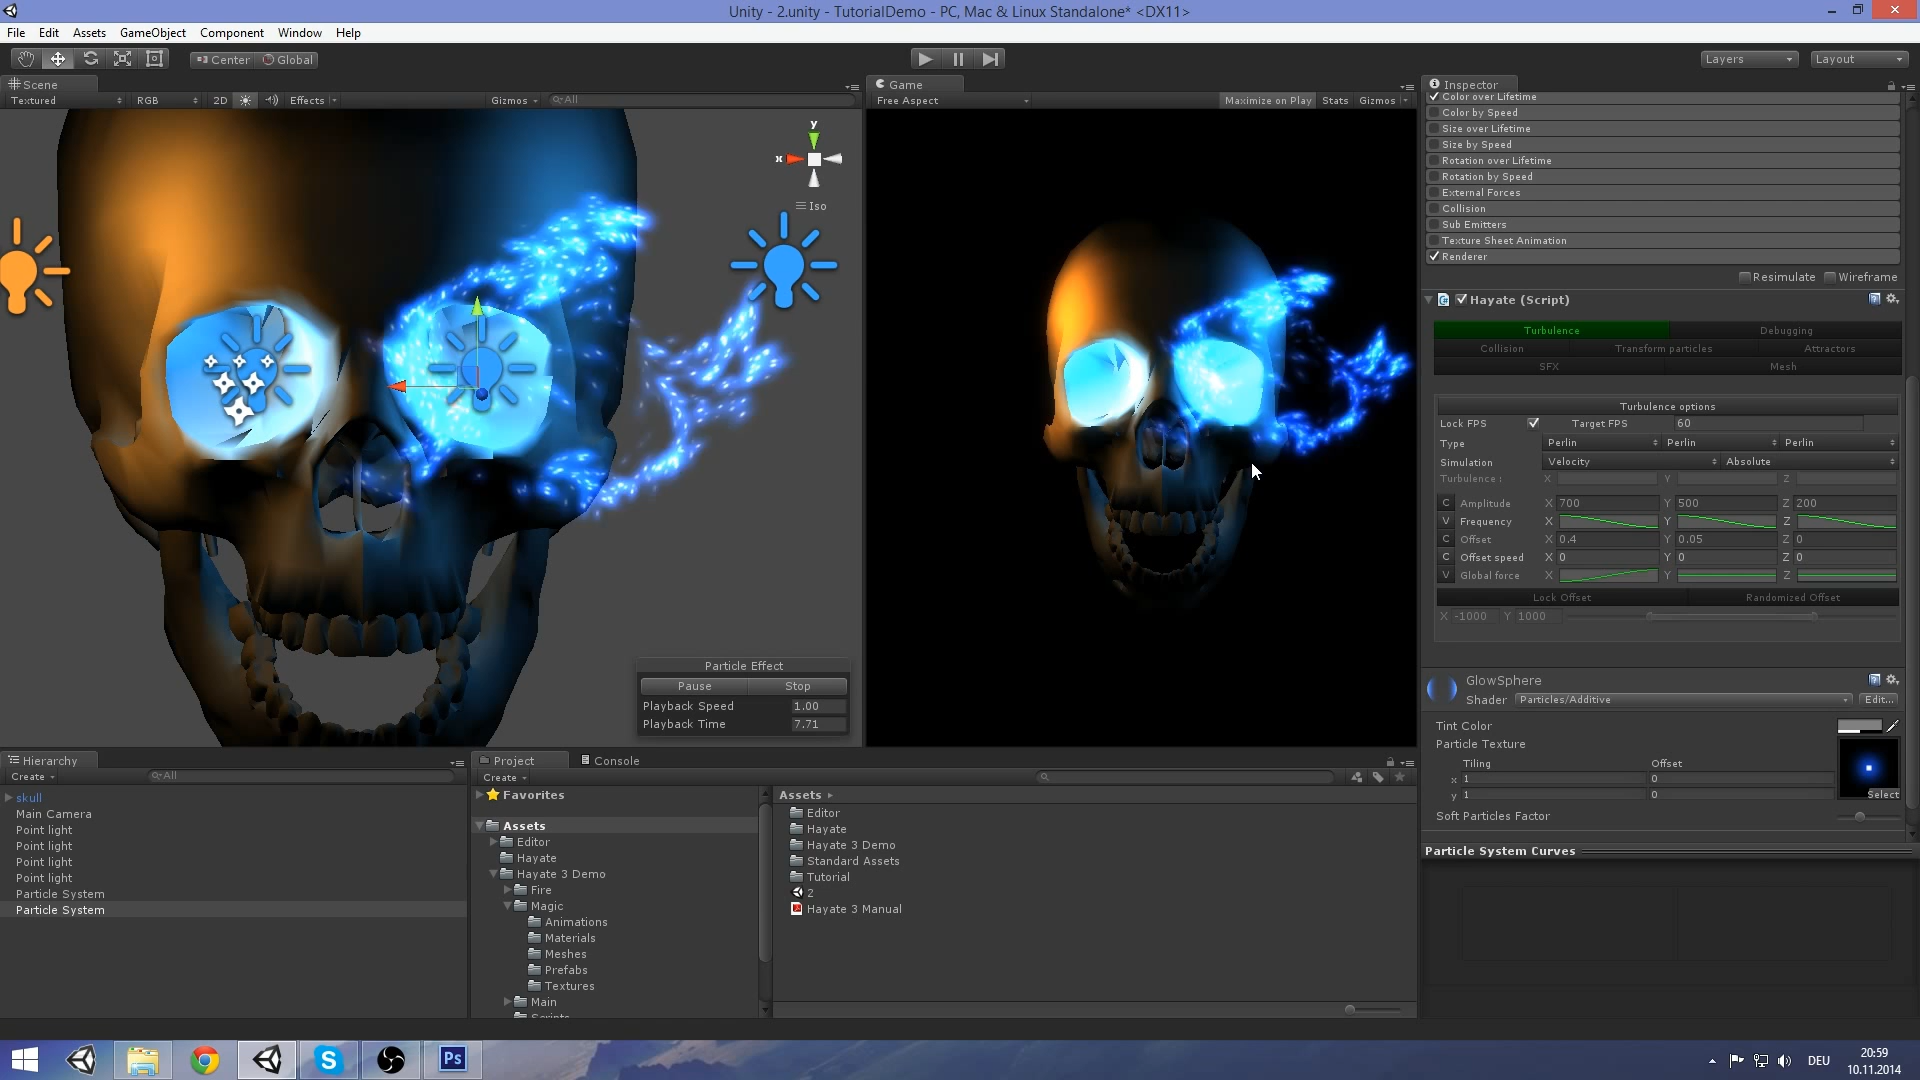 Unity - 2.unity - TutorialDemo - PC, Mac & Linux Standalone* <DX11>
File Edit Assets GameObject Component Window Help
Center Global
Layers Layout
Scene
Textured RGB 2D Effects Gizmos All
y
x
Iso
Particle Effect
Pause Stop
Playback Speed 1.00
Playback Time 7.71
Game
Free Aspect Maximize on Play Stats Gizmos
Inspector
Color over Lifetime
Color by Speed
Size over Lifetime
Size by Speed
Rotation over Lifetime
Rotation by Speed
External Forces
Collision
Sub Emitters
Texture Sheet Animation
Renderer
Resimulate Wireframe
Hayate (Script)
Turbulence Debugging
Collision Transform particles Attractors
SFX Mesh
Turbulence options
Lock FPS Target FPS 60
Type Perlin Perlin Perlin
Simulation Velocity Absolute
Turbulence : X Y Z
C Amplitude X 700 Y 500 Z 200
V Frequency X Y Z
C Offset X 0.4 Y 0.05 Z 0
C Offset speed X 0 Y 0 Z 0
V Global force X Y Z
Lock Offset Randomized Offset
X -1000 Y 1000
GlowSphere
Shader Particles/Additive Edit...
Tint Color
Particle Texture
Tiling Offset
x 1 0
y 1 0
Select
Soft Particles Factor
Particle System Curves
Hierarchy
Create All
skull
Main Camera
Point light
Point light
Point light
Point light
Particle System
Particle System
Project Console
Create
Favorites
Assets
Editor
Hayate
Hayate 3 Demo
Fire
Magic
Animations
Materials
Meshes
Prefabs
Textures
Main
Scripts
Assets
Editor
Hayate
Hayate 3 Demo
Standard Assets
Tutorial
2
Hayate 3 Manual
S
Ps
DEU
20:59
10.11.2014